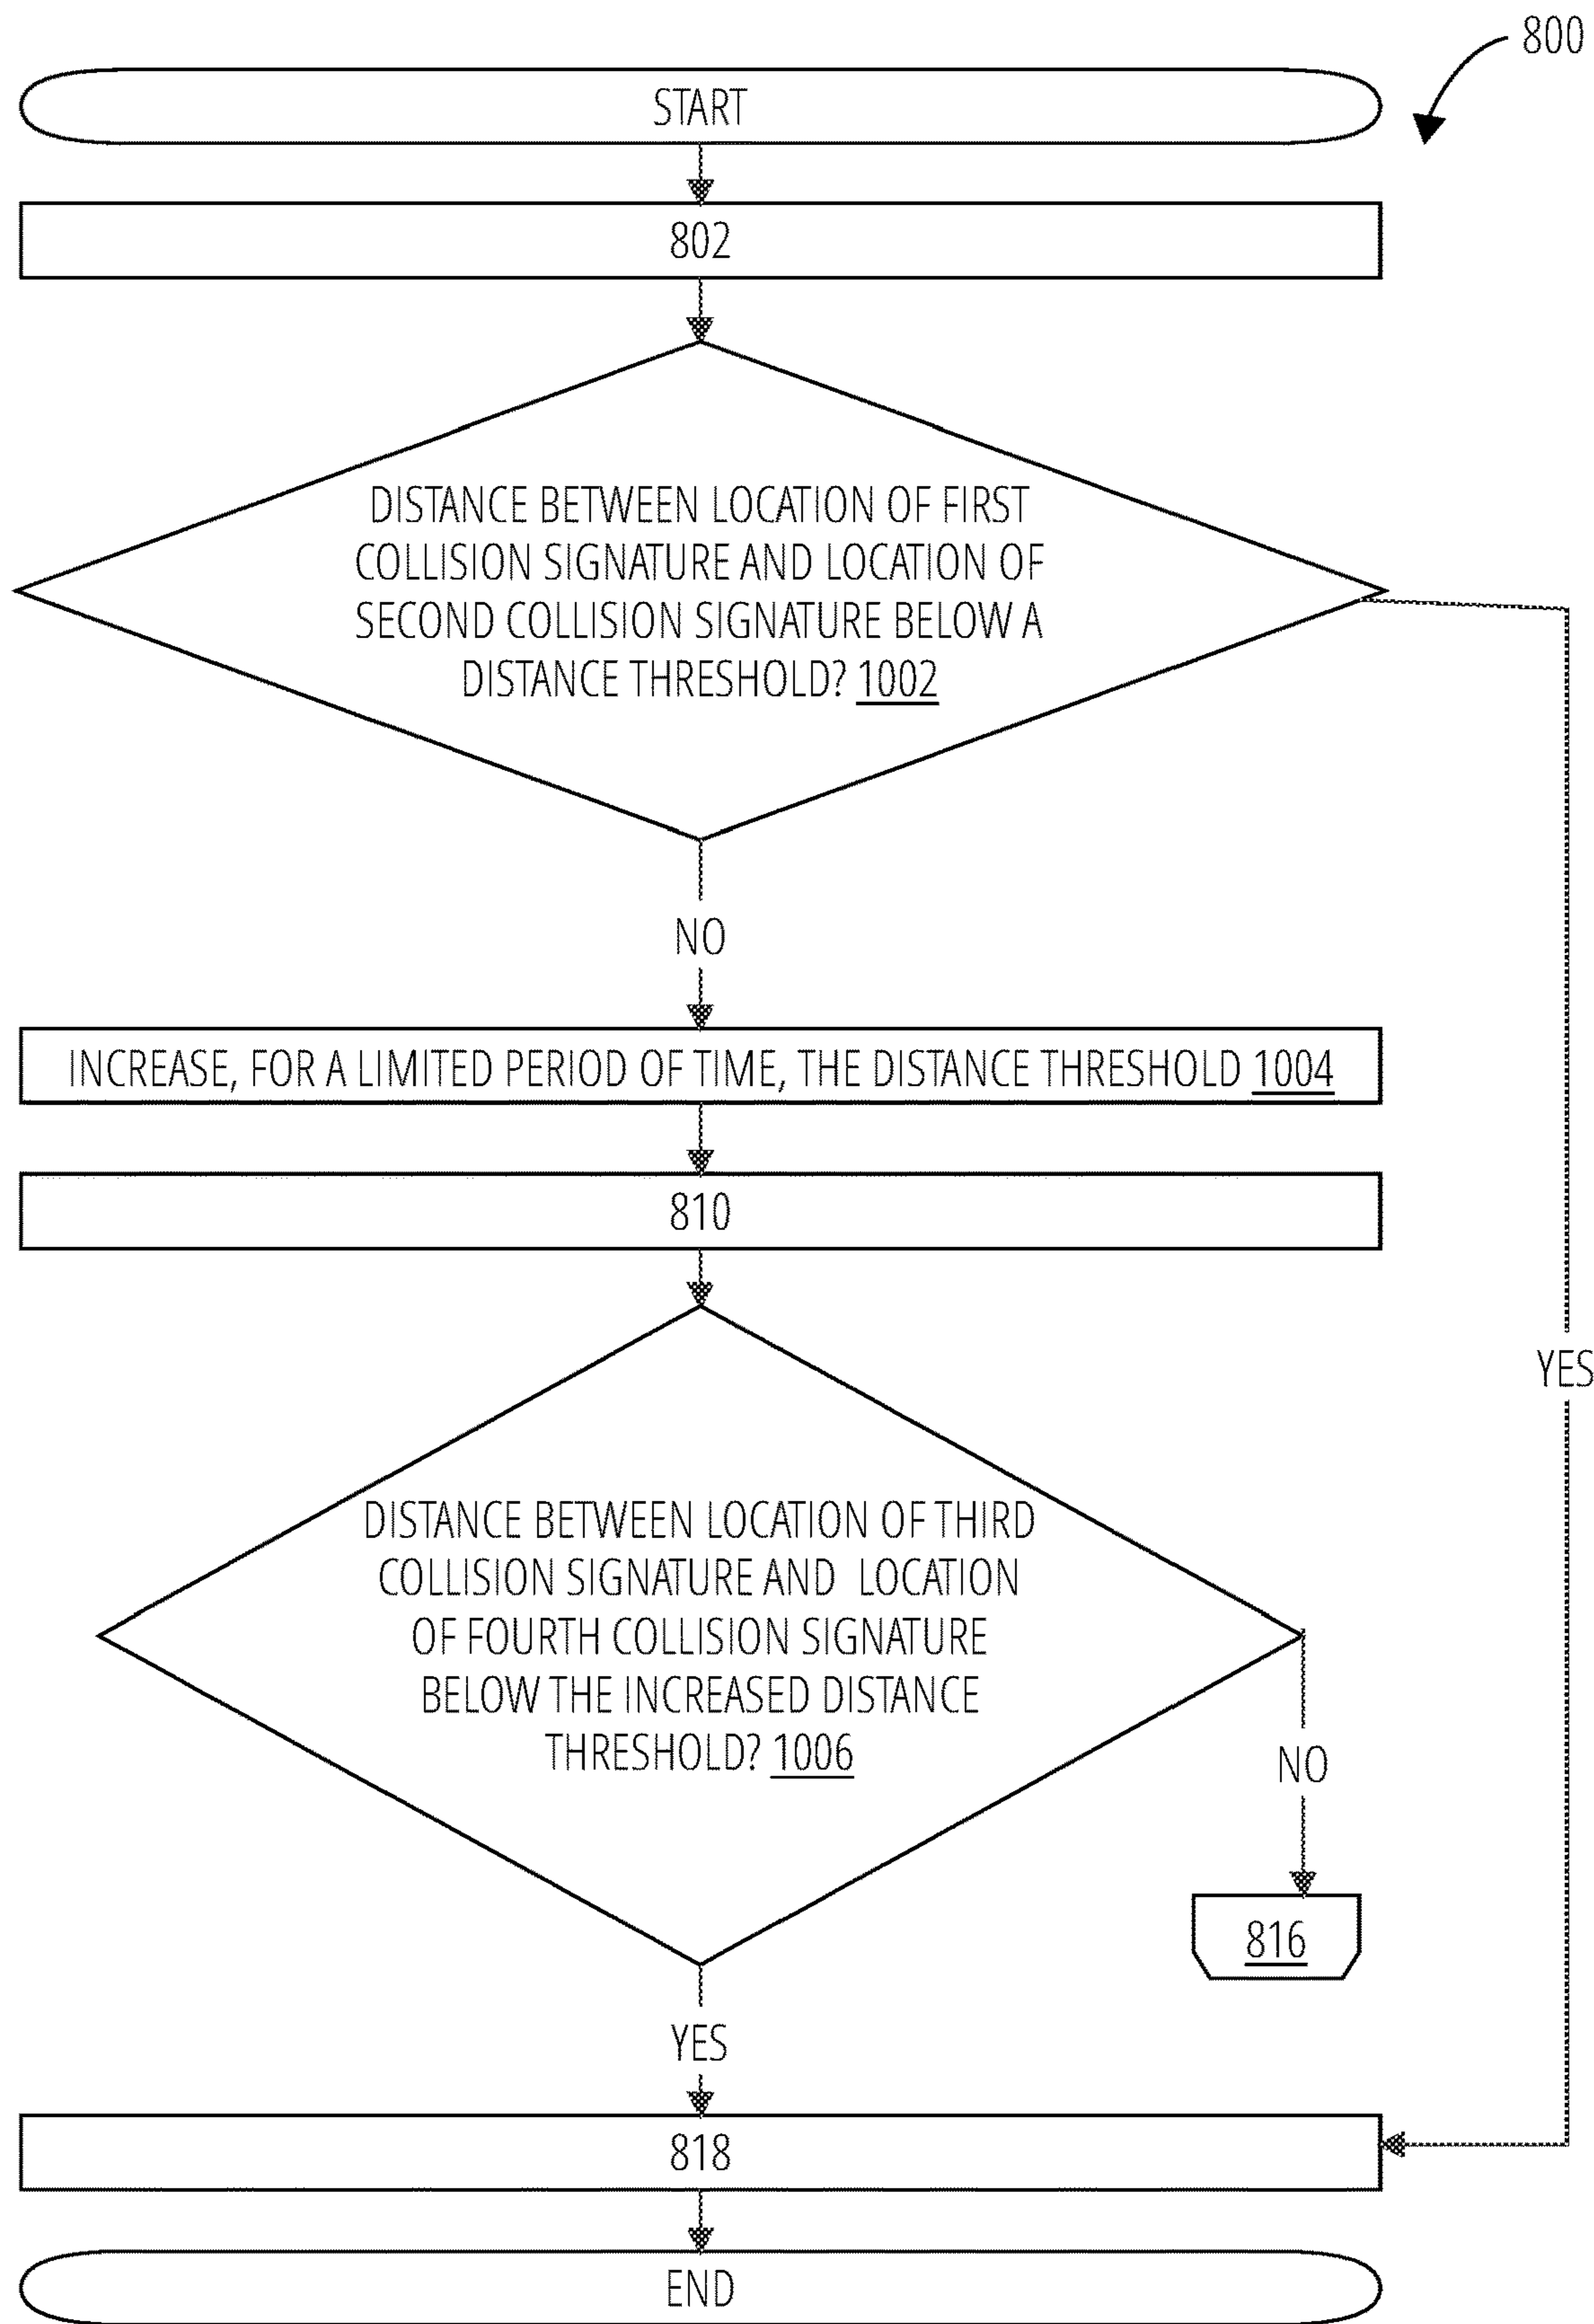 800
START
802
DISTANCE BETWEEN LOCATION OF FIRST
COLLISION SIGNATURE AND LOCATION OF
SECOND COLLISION SIGNATURE BELOW A
DISTANCE THRESHOLD? 1002
NO
INCREASE, FOR A LIMITED PERIOD OF TIME, THE DISTANCE THRESHOLD 1004
810
YES
DISTANCE BETWEEN LOCATION OF THIRD
COLLISION SIGNATURE AND LOCATION
OF FOURTH COLLISION SIGNATURE
BELOW THE INCREASED DISTANCE
THRESHOLD? 1006
NO
816
YES
818
END